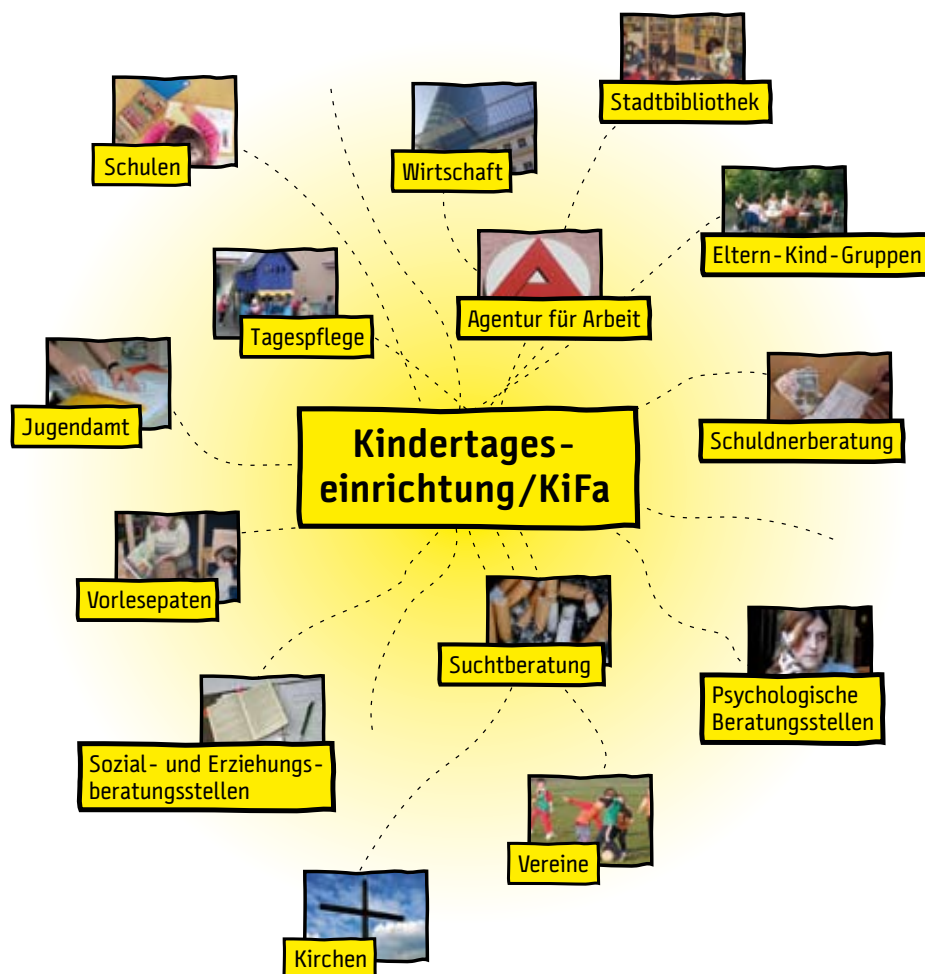 Stadtbibliothek
Schulen
Wirtschaft
Eltern-Kind-Gruppen
Tagespflege
Agentur für Arbeit
Jugendamt
Kindertages-
einrichtung/KiFa
Schuldnerberatung
Vorlesepaten
Suchtberatung
Psychologische
Beratungsstellen
Sozial- und Erziehungs-
beratungsstellen
Vereine
Kirchen